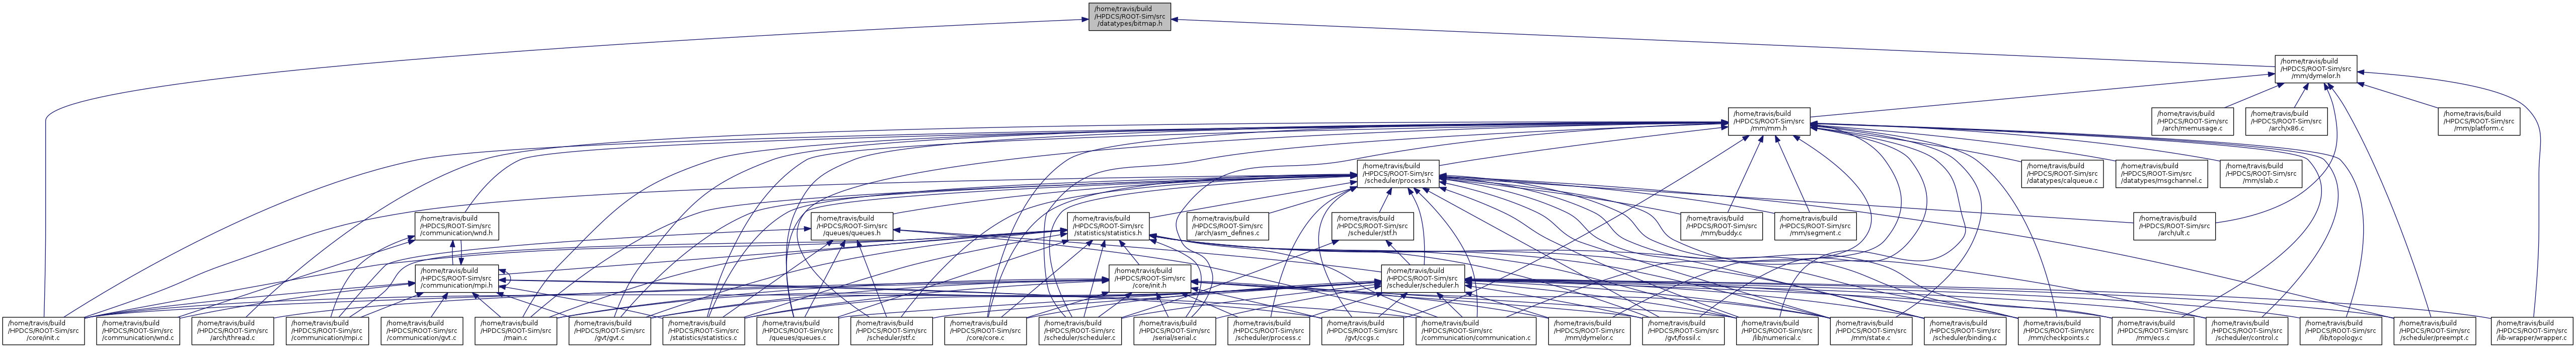 /home/travis/build
/HPDCS/ROOT-Sim/src
/datatypes/bitmap.h
/home/travis/build
/HPDCS/ROOT-Sim/src
/mm/dymelor.h
/home/travis/build
/HPDCS/ROOT-Sim/src
/mm/mm.h
/home/travis/build
/HPDCS/ROOT-Sim/src
/arch/memusage.c
/home/travis/build
/HPDCS/ROOT-Sim/src
/arch/x86.c
/home/travis/build
/HPDCS/ROOT-Sim/src
/mm/platform.c
/home/travis/build
/HPDCS/ROOT-Sim/src
/scheduler/process.h
/home/travis/build
/HPDCS/ROOT-Sim/src
/datatypes/calqueue.c
/home/travis/build
/HPDCS/ROOT-Sim/src
/datatypes/msgchannel.c
/home/travis/build
/HPDCS/ROOT-Sim/src
/mm/slab.c
/home/travis/build
/HPDCS/ROOT-Sim/src
/communication/wnd.h
/home/travis/build
/HPDCS/ROOT-Sim/src
/queues/queues.h
/home/travis/build
/HPDCS/ROOT-Sim/src
/statistics/statistics.h
/home/travis/build
/HPDCS/ROOT-Sim/src
/arch/asm_defines.c
/home/travis/build
/HPDCS/ROOT-Sim/src
/scheduler/stf.h
/home/travis/build
/HPDCS/ROOT-Sim/src
/mm/buddy.c
/home/travis/build
/HPDCS/ROOT-Sim/src
/mm/segment.c
/home/travis/build
/HPDCS/ROOT-Sim/src
/arch/ult.c
/home/travis/build
/HPDCS/ROOT-Sim/src
/communication/mpi.h
/home/travis/build
/HPDCS/ROOT-Sim/src
/core/init.h
/home/travis/build
/HPDCS/ROOT-Sim/src
/scheduler/scheduler.h
/home/travis/build
/HPDCS/ROOT-Sim/src
/core/init.c
/home/travis/build
/HPDCS/ROOT-Sim/src
/communication/wnd.c
/home/travis/build
/HPDCS/ROOT-Sim/src
/arch/thread.c
/home/travis/build
/HPDCS/ROOT-Sim/src
/communication/mpi.c
/home/travis/build
/HPDCS/ROOT-Sim/src
/communication/gvt.c
/home/travis/build
/HPDCS/ROOT-Sim/src
/main.c
/home/travis/build
/HPDCS/ROOT-Sim/src
/gvt/gvt.c
/home/travis/build
/HPDCS/ROOT-Sim/src
/statistics/statistics.c
/home/travis/build
/HPDCS/ROOT-Sim/src
/queues/queues.c
/home/travis/build
/HPDCS/ROOT-Sim/src
/scheduler/stf.c
/home/travis/build
/HPDCS/ROOT-Sim/src
/core/core.c
/home/travis/build
/HPDCS/ROOT-Sim/src
/scheduler/scheduler.c
/home/travis/build
/HPDCS/ROOT-Sim/src
/serial/serial.c
/home/travis/build
/HPDCS/ROOT-Sim/src
/scheduler/process.c
/home/travis/build
/HPDCS/ROOT-Sim/src
/gvt/ccgs.c
/home/travis/build
/HPDCS/ROOT-Sim/src
/communication/communication.c
/home/travis/build
/HPDCS/ROOT-Sim/src
/mm/dymelor.c
/home/travis/build
/HPDCS/ROOT-Sim/src
/gvt/fossil.c
/home/travis/build
/HPDCS/ROOT-Sim/src
/lib/numerical.c
/home/travis/build
/HPDCS/ROOT-Sim/src
/mm/state.c
/home/travis/build
/HPDCS/ROOT-Sim/src
/scheduler/binding.c
/home/travis/build
/HPDCS/ROOT-Sim/src
/mm/checkpoints.c
/home/travis/build
/HPDCS/ROOT-Sim/src
/mm/ecs.c
/home/travis/build
/HPDCS/ROOT-Sim/src
/scheduler/control.c
/home/travis/build
/HPDCS/ROOT-Sim/src
/lib/topology.c
/home/travis/build
/HPDCS/ROOT-Sim/src
/scheduler/preempt.c
/home/travis/build
/HPDCS/ROOT-Sim/src
/lib-wrapper/wrapper.c